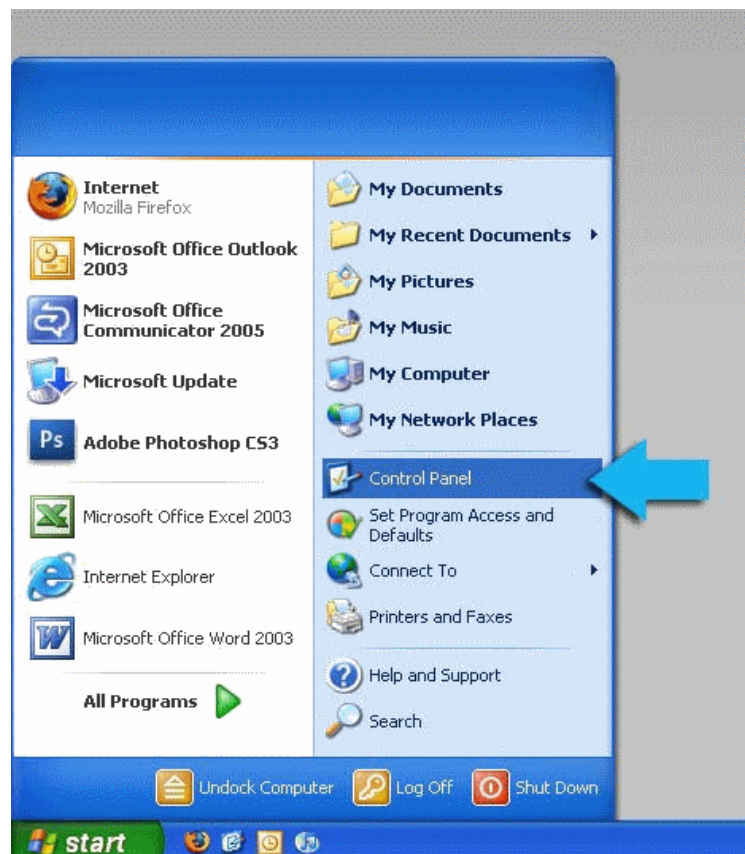 Internet
Mozilla Firefox
Microsoft Office Outlook
2003
Microsoft Office
Communicator 2005
Microsoft Update
Ps
Adobe Photoshop CS3
Microsoft Office Excel 2003
Internet Explorer
Microsoft Office Word 2003
All Programs
My Documents
My Recent Documents
My Pictures
My Music
My Computer
My Network Places
Control Panel
Set Program Access and
Defaults
Connect To
Printers and Faxes
Help and Support
Search
Undock Computer
Log Off
Shut Down
start